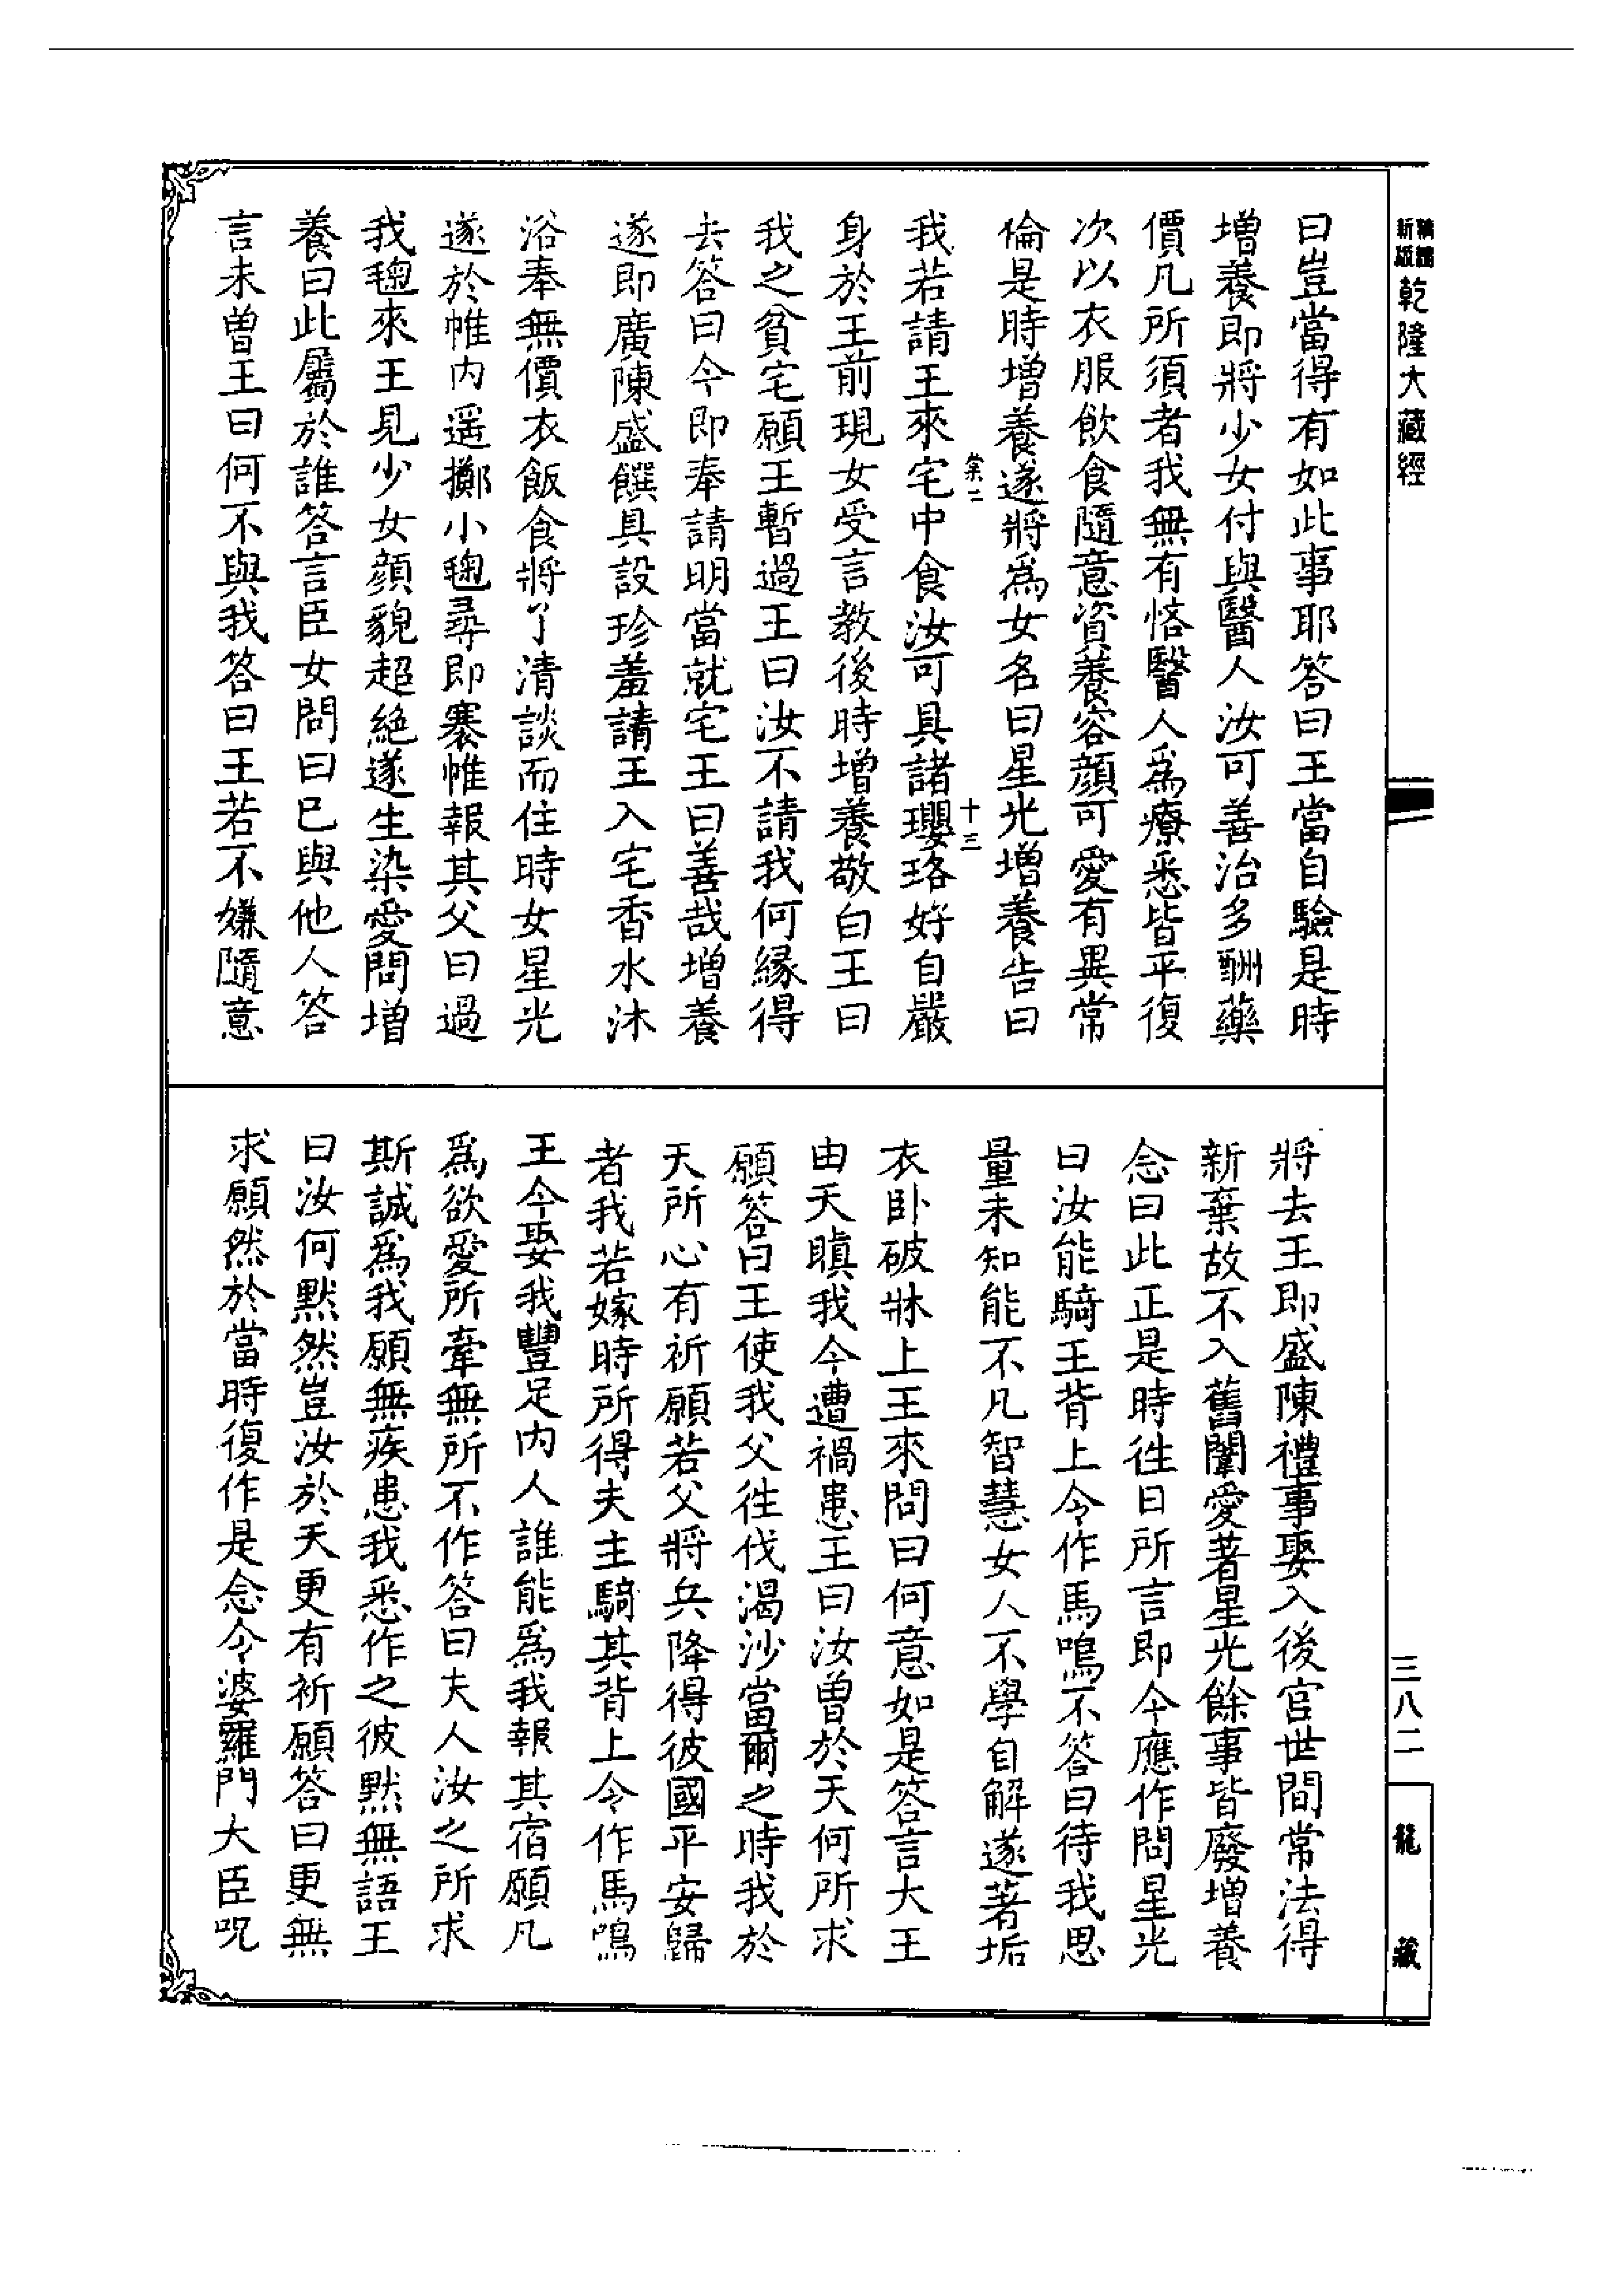 新版
乾隆大藏經
曰豈當得有如此事耶答曰王當自驗是時
增養即將少女付與醫人汝可善治多酬藥
價凡所須者我無有悋醫人爲療悉皆平復
次以衣服飲食隨意資養容顏可愛有異常
倫是時增養遂將爲女名曰星光增養告曰
棠二
十三
我若請王來宅中食汝可具諸瓔珞好自嚴
身於王前現女受言教後時增養敬白王曰
我之貧宅願王暫過王曰汝不請我何緣得
去答曰今即奉請明當就宅王曰善哉增養
遂即廣陳盛饌具設珍羞請王入宅香水沐
浴奉無價衣飯食將了清談而住時女星光
遂於帷內遥擲小毱尋即褰帷報其父曰過
我毱來王見少女顏貌超絕遂生染愛問增
養曰此屬於誰答言臣女問曰已與他人答
言未曾王曰何不與我答曰王若不嫌隨意
將去王即盛陳禮事娶入後宮世間常法得
新棄故不入舊闈愛著星光餘事皆廢增養
念曰此正是時徃日所言即今應作問星光
曰汝能騎王背上令作馬鳴不答曰待我思
量未知能不凡智慧女人不學自解遂著垢
衣卧破牀上王來問曰何意如是答言大王
由天瞋我今遭禍患王曰汝曾於天何所求
願答曰王使我父徃伐渴沙當爾之時我於
天所心有祈願若父將兵降得彼國平安歸
者我若嫁時所得夫主騎其背上令作馬鳴
王今娶我豐足內人誰能爲我報其宿願凡
爲欲愛所牽無所不作答曰夫人汝之所求
斯誠爲我願無疾患我悉作之彼默無語王
曰汝何默然豈汝於天更有祈願答曰更無
求願然於當時復作是念令婆羅門大臣呪
三八二
龍藏